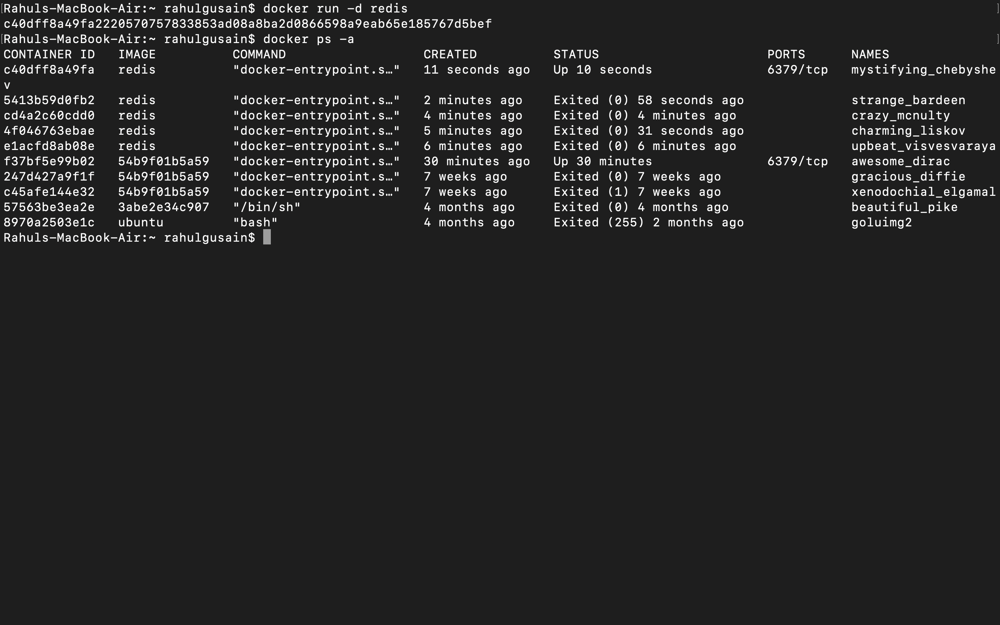 Rahuls-MacBook-Air:~ rahulgusain$ docker run -d redis
c40dff8a49fa2220570757833853ad08a8ba2d0866598a9eab65e185767d5bef
Rahuls-MacBook-Air:~ rahulgusain$ docker ps -a
CONTAINER ID   IMAGE          COMMAND                  CREATED          STATUS                      PORTS      NAMES
c40dff8a49fa   redis          "docker-entrypoint.s…"   11 seconds ago   Up 10 seconds               6379/tcp   mystifying_chebyshe
v
5413b59d0fb2   redis          "docker-entrypoint.s…"   2 minutes ago    Exited (0) 58 seconds ago              strange_bardeen
cd4a2c60cdd0   redis          "docker-entrypoint.s…"   4 minutes ago    Exited (0) 4 minutes ago               crazy_mcnulty
4f046763ebae   redis          "docker-entrypoint.s…"   5 minutes ago    Exited (0) 31 seconds ago              charming_liskov
e1acfd8ab08e   redis          "docker-entrypoint.s…"   6 minutes ago    Exited (0) 6 minutes ago               upbeat_visvesvaraya
f37bf5e99b02   54b9f01b5a59   "docker-entrypoint.s…"   30 minutes ago   Up 30 minutes               6379/tcp   awesome_dirac
247d427a9f1f   54b9f01b5a59   "docker-entrypoint.s…"   7 weeks ago      Exited (0) 7 weeks ago                 gracious_diffie
c45afe144e32   54b9f01b5a59   "docker-entrypoint.s…"   7 weeks ago      Exited (1) 7 weeks ago                 xenodochial_elgamal
57563be3ea2e   3abe2e34c907   "/bin/sh"                4 months ago     Exited (0) 4 months ago                beautiful_pike
8970a2503e1c   ubuntu         "bash"                   4 months ago     Exited (255) 2 months ago              goluimg2
Rahuls-MacBook-Air:~ rahulgusain$